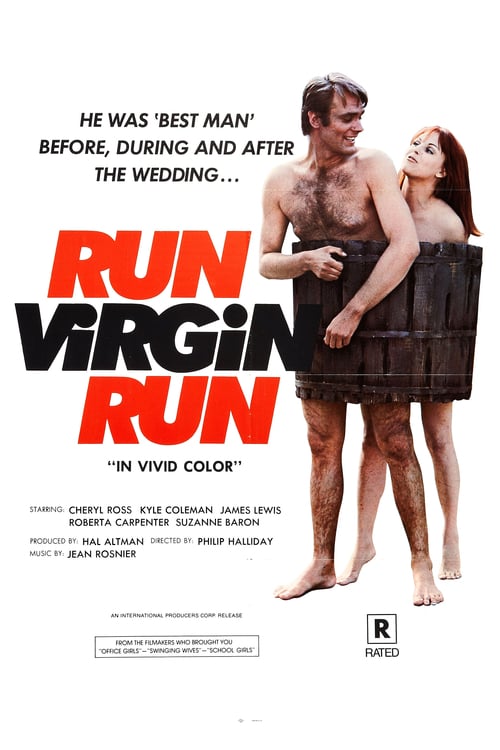 HE WAS 'BEST MAN'
BEFORE, DURING AND AFTER
THE WEDDING...
RUN
ViRGiN
RUN
"IN VIVID COLOR"
STARRING: CHERYL ROSS KYLE COLEMAN JAMES LEWIS
ROBERTA CARPENTER SUZANNE BARON
PRODUCED BY: HAL ALTMAN DIRECTED BY: PHILIP HALLIDAY
MUSIC BY: JEAN ROSNIER
AN INTERNATIONAL PRODUCERS CORP. RELEASE
FROM THE FILMAKERS WHO BROUGHT YOU
"OFFICE GIRLS"–"SWINGING WIVES"–"SCHOOL GIRLS"
R
RATED